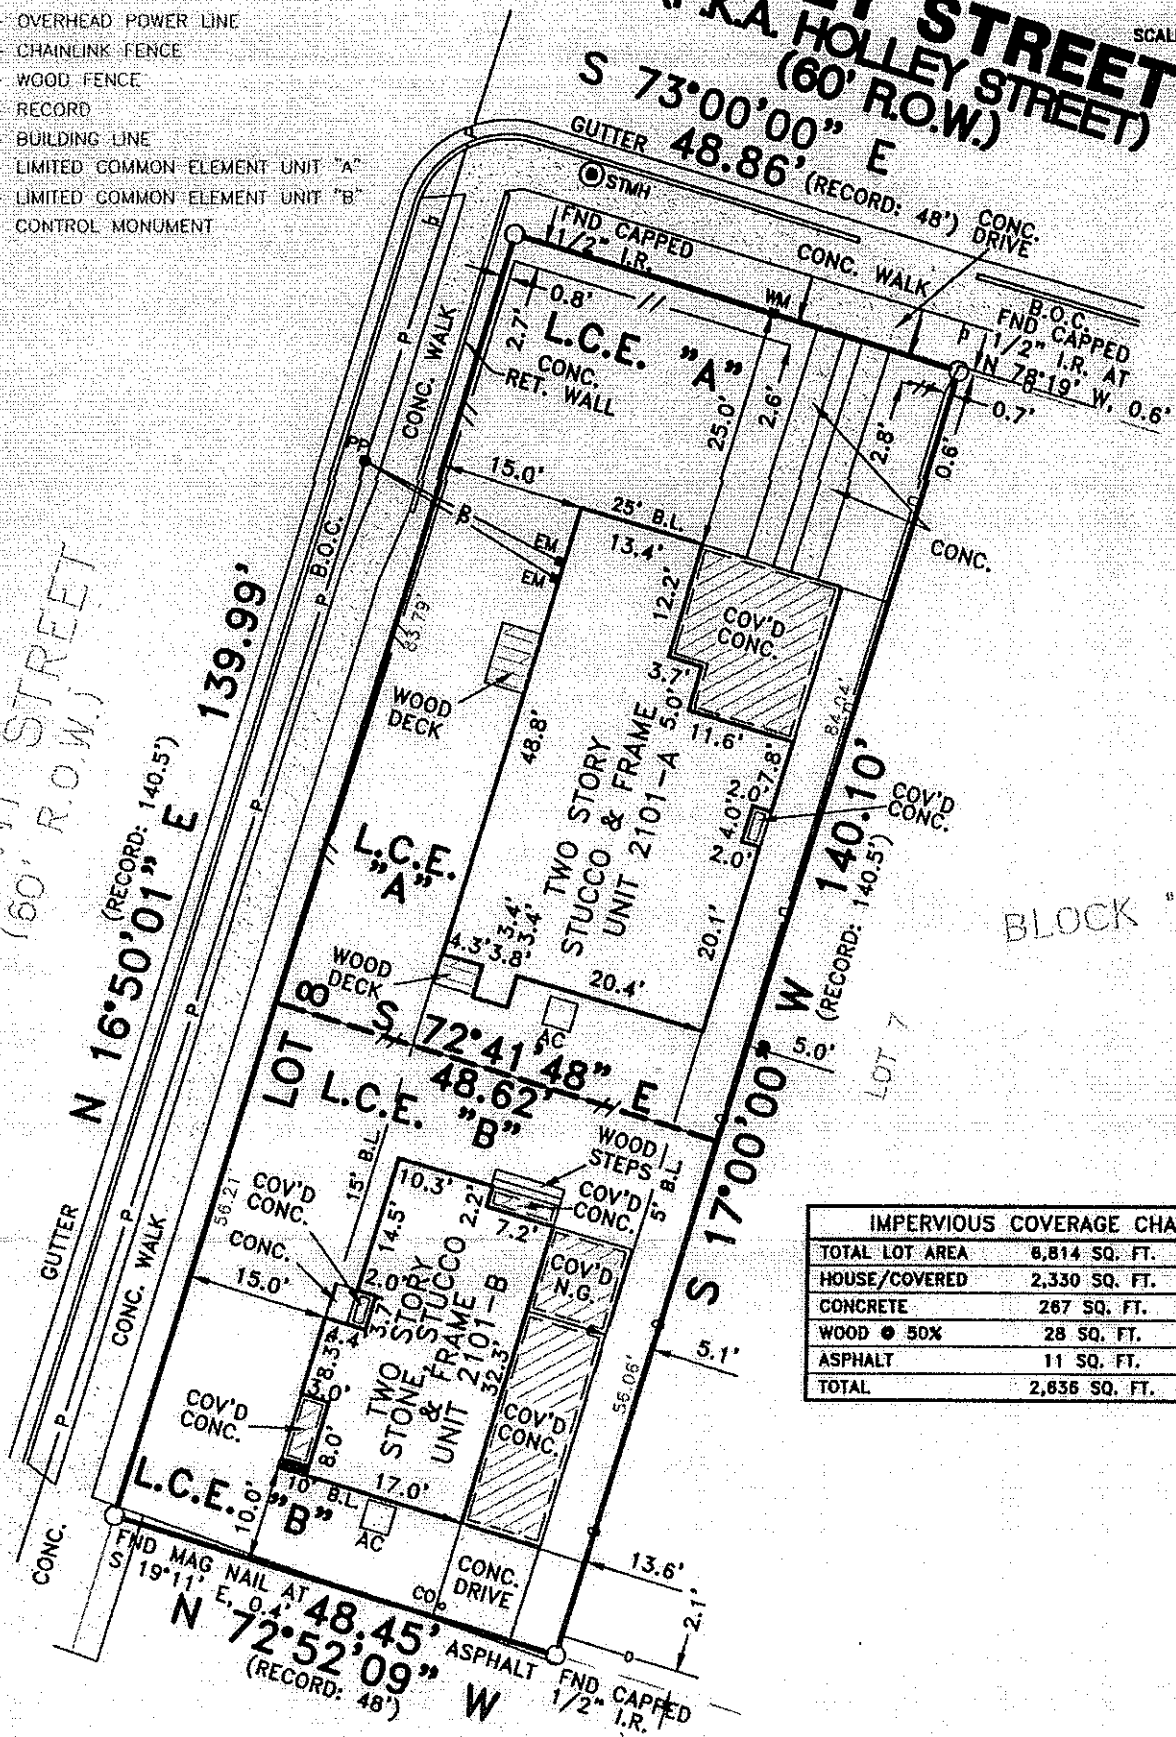 OVERHEAD POWER LINE
CHAINLINK FENCE
WOOD FENCE
RECORD
BUILDING LINE
LIMITED COMMON ELEMENT UNIT "A"
LIMITED COMMON ELEMENT UNIT "B"
CONTROL MONUMENT
STREET
SCAL
HOLLEY STREET)
(60' R.O.W.)
S 73°00'00" E
48.86' (RECORD: 48')
GUTTER
STMH
CONC.
DRIVE
FND CAPPED
1/2" I.R.
CONC. WALK
WM
B.O.C.
FND CAPPED
1/2" I.R. AT
N 78°19' W, 0.6'
P
0.7'
0.6'
0.8'
2.7'
L.C.E. "A"
CONC.
RET. WALL
CONC. WALK
P
PP
25.0'
2.6'
2.8'
15.0'
25' B.L.
13.4'
CONC.
EM
EM
P
B.O.C.
P
12.2'
COV'D
CONC.
3.7'
5.0'
11.6'
83.79'
84.04'
WOOD
DECK
48.8'
TWO STORY
STUCCO & FRAME
UNIT 2101-A
7.8'
2.0'
4.0'
2.0'
COV'D
CONC.
STREET
(60' R.O.W.)
139.99'
N 16°50'01" E
(RECORD: 140.5')
140.10'
(RECORD: 140.5')
S 17°00'00" W
L.C.E.
"A"
4.3'
3.8'
3.4'
3.4'
20.1'
20.4'
WOOD
DECK
AC
BLOCK "
LOT 7
5.0'
P
P
LOT 8
S 72°41'48" E
48.62'
L.C.E.
"B"
WOOD
STEPS
5' B.L.
15' B.L.
10.3'
2.2'
7.2'
COV'D
CONC.
COV'D
CONC.
CONC.
56.21
14.5'
2.0'
3.7'
4.4'
15.0'
COV'D
N.G.
TWO STORY
STONE, STUCCO
& FRAME
UNIT 2101-B
32.3'
8.3'
3.0'
8.0'
COV'D
CONC.
COV'D
CONC.
56.06'
5.1'
GUTTER
P
CONC. WALK
P
CONC.
L.C.E. "B"
10.0'
10' B.L.
17.0'
AC
CONC.
DRIVE
CO
13.6'
2.1'
FND MAG NAIL AT
S 19°11' E, 0.4'
48.45'
N 72°52'09" W
(RECORD: 48')
ASPHALT
FND CAPPED
1/2" I.R.
IMPERVIOUS COVERAGE CHA
TOTAL LOT AREA 6,814 SQ. FT.
HOUSE/COVERED 2,330 SQ. FT.
CONCRETE 267 SQ. FT.
WOOD @ 50% 28 SQ. FT.
ASPHALT 11 SQ. FT.
TOTAL 2,636 SQ. FT.